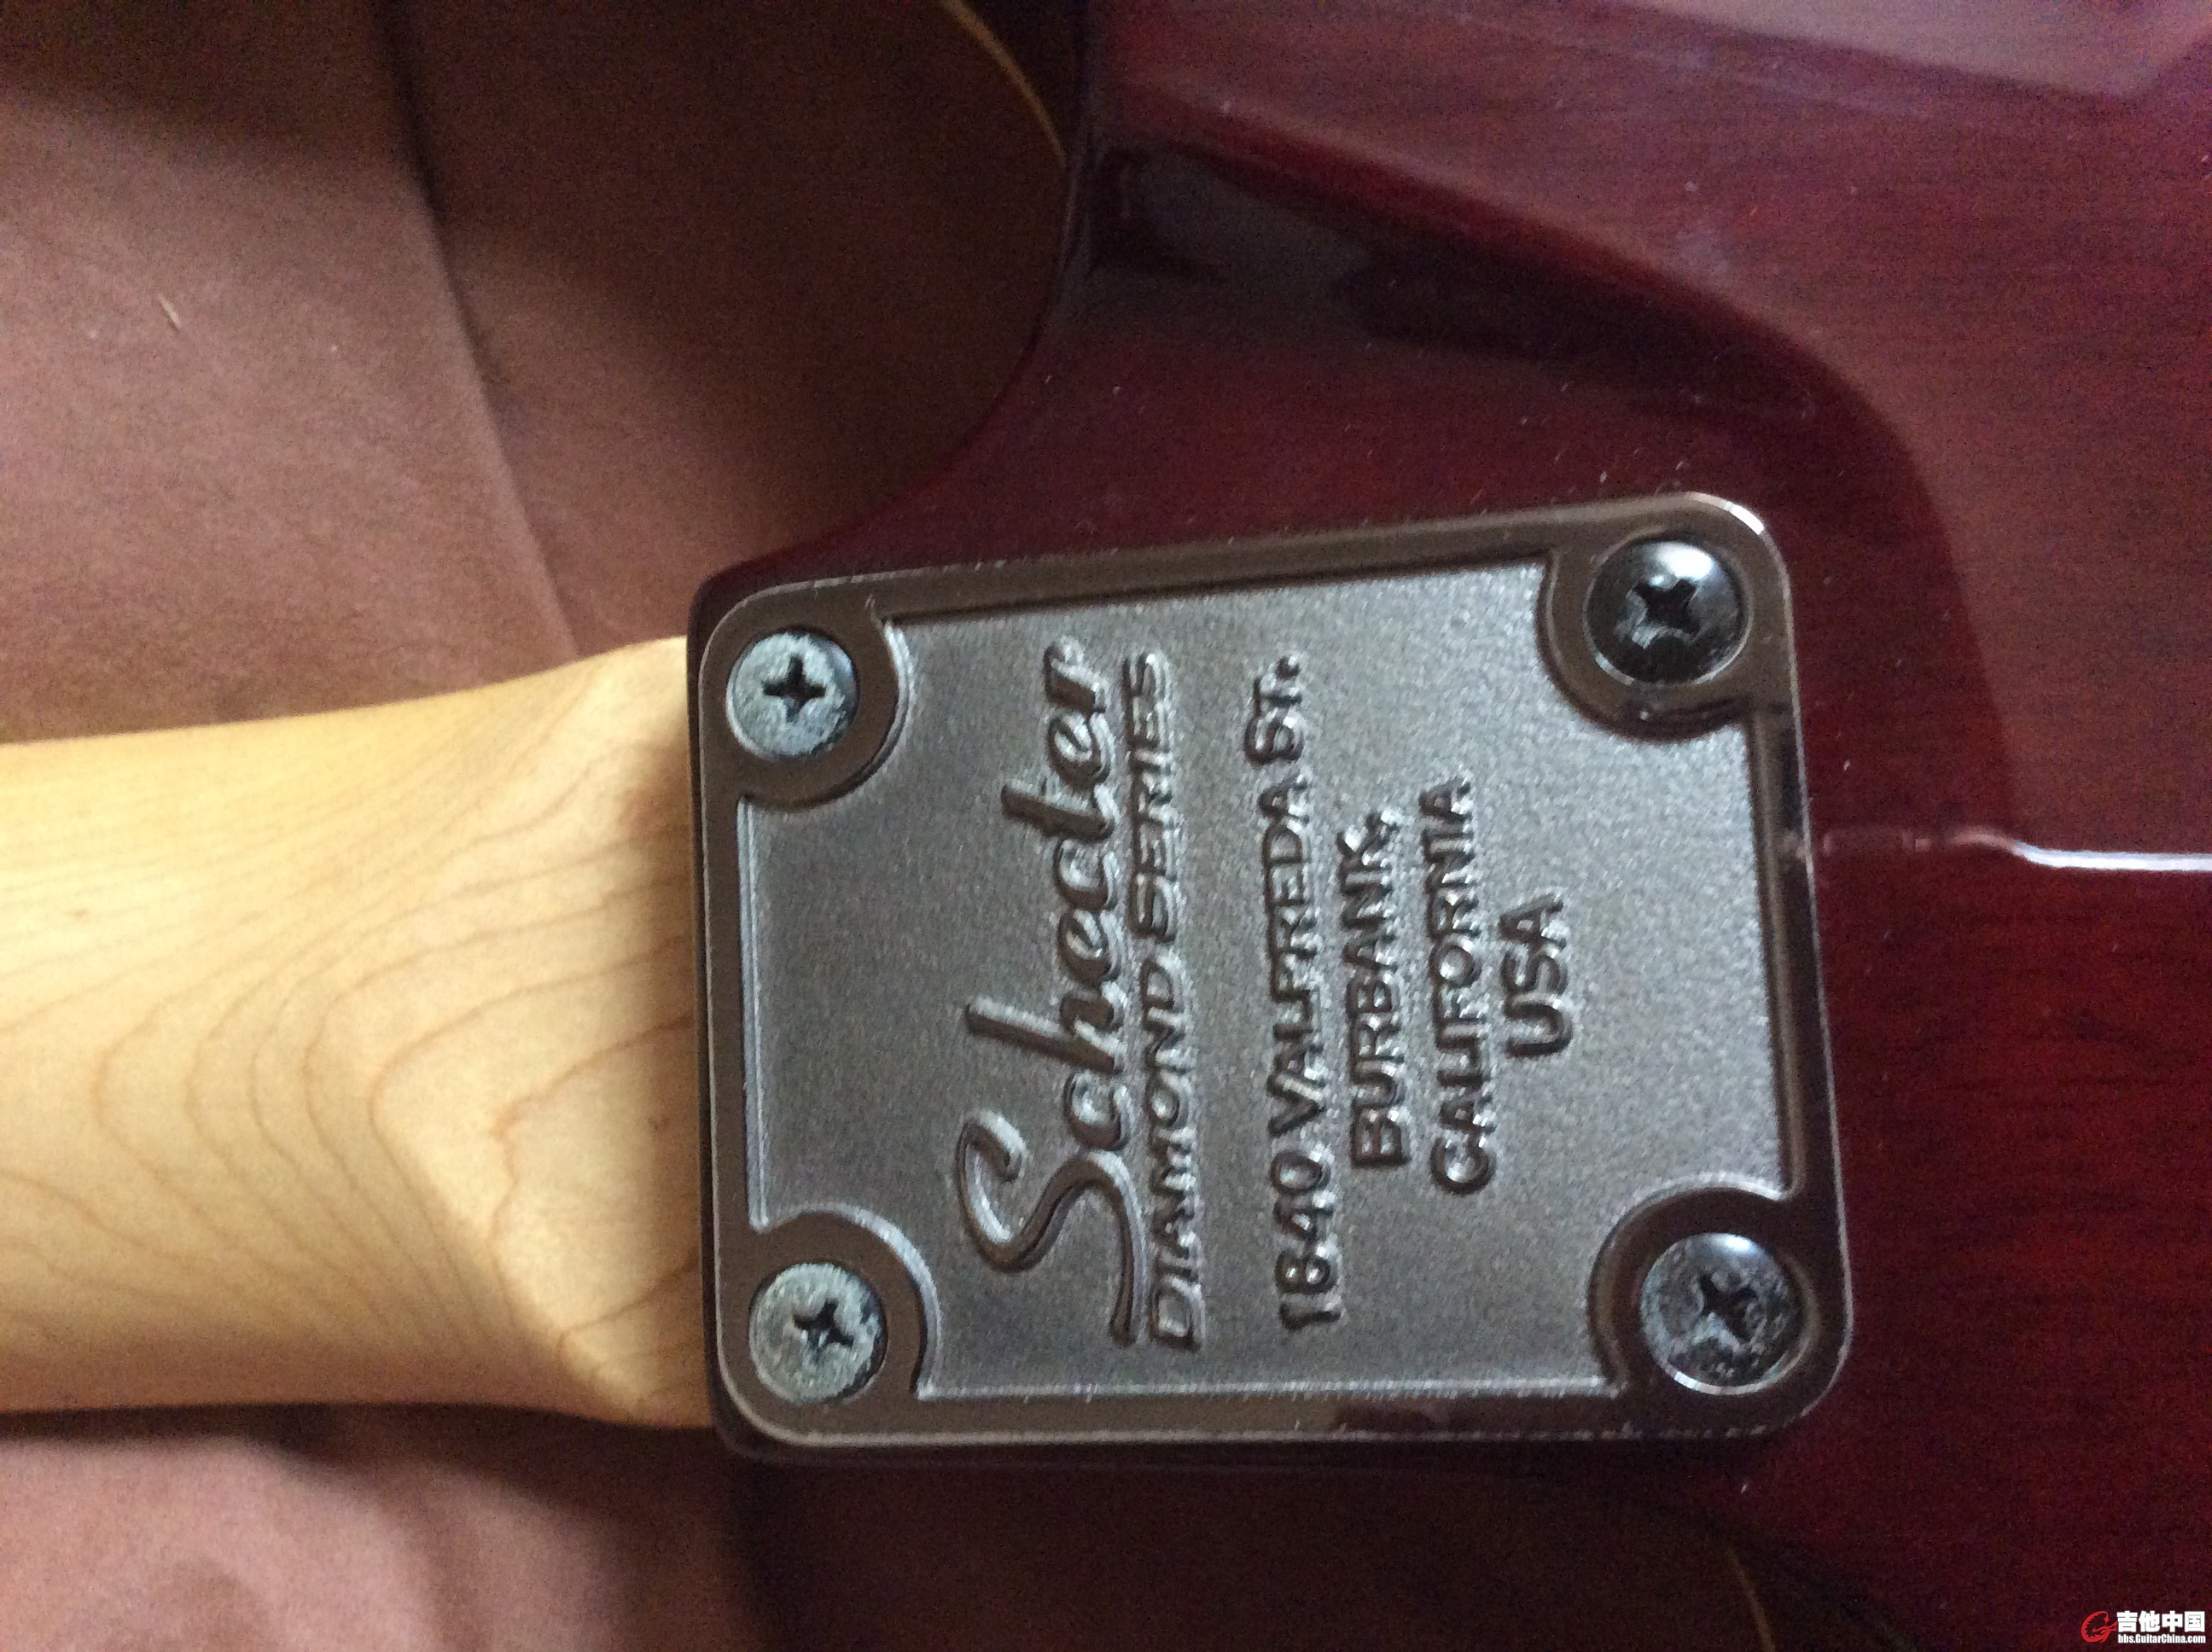 Schecter
DIAMOND SERIES
1840 VALPREDA ST.
BURBANK,
CALIFORNIA
USA
吉他中国
bbs.GuitarChina.com